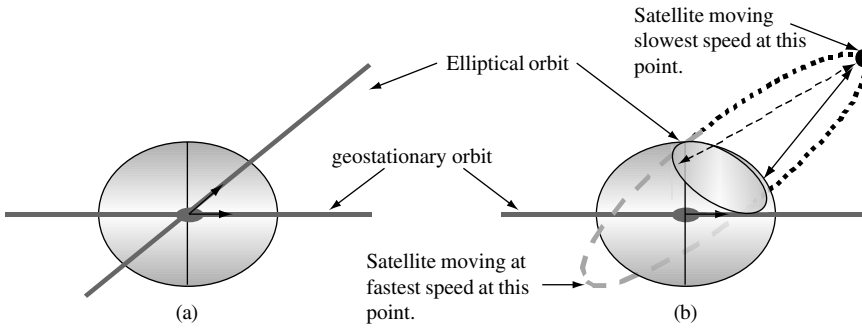 Satellite moving
slowest speed at this
point.
Elliptical orbit
geostationary orbit
Satellite moving at
fastest speed at this
point.
(a)
(b)